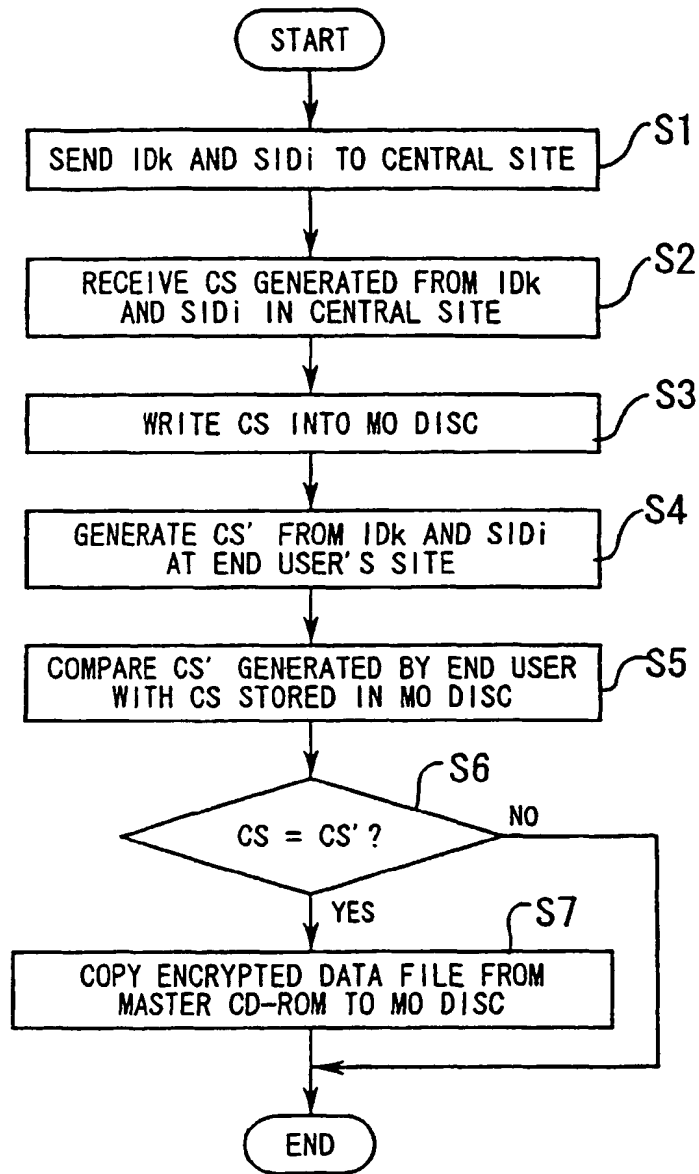 START
S1
SEND IDk AND SIDi TO CENTRAL SITE
S2
RECEIVE CS GENERATED FROM IDk
AND SIDi IN CENTRAL SITE
S3
WRITE CS INTO MO DISC
S4
GENERATE CS' FROM IDk AND SIDi
AT END USER'S SITE
S5
COMPARE CS' GENERATED BY END USER
WITH CS STORED IN MO DISC
S6
CS = CS'?
NO
YES
S7
COPY ENCRYPTED DATA FILE FROM
MASTER CD-ROM TO MO DISC
END